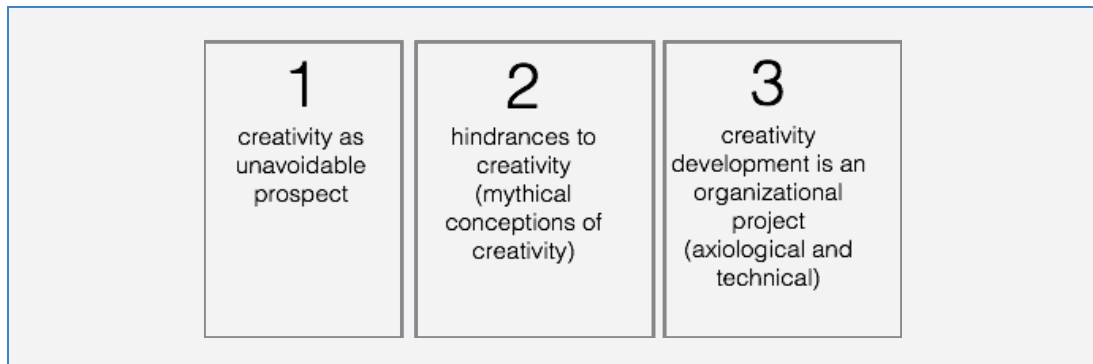 1
creativity as
unavoidable
prospect
2
hindrances to
creativity
(mythical
conceptions of
creativity)
3
creativity
development is an
organizational
project
(axiological and
technical)